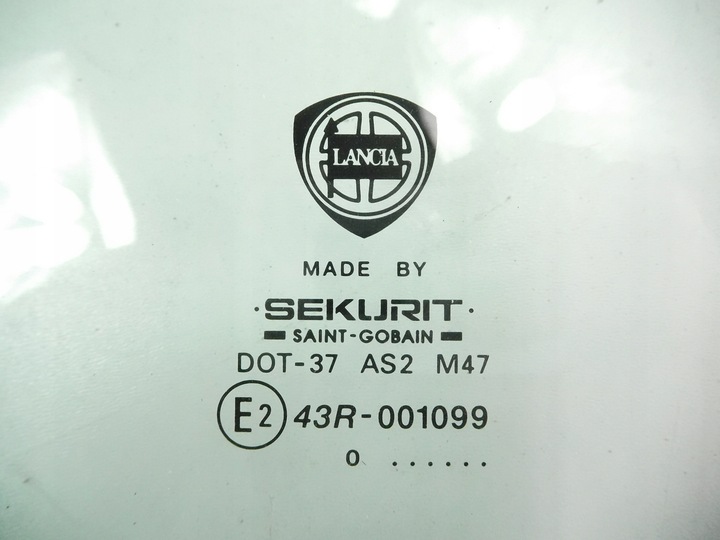 LANCIA
MADE BY
·SEKURIT·
SAINT-GOBAIN
DOT-37 AS2 M47
E2 43R-001099
0 ......